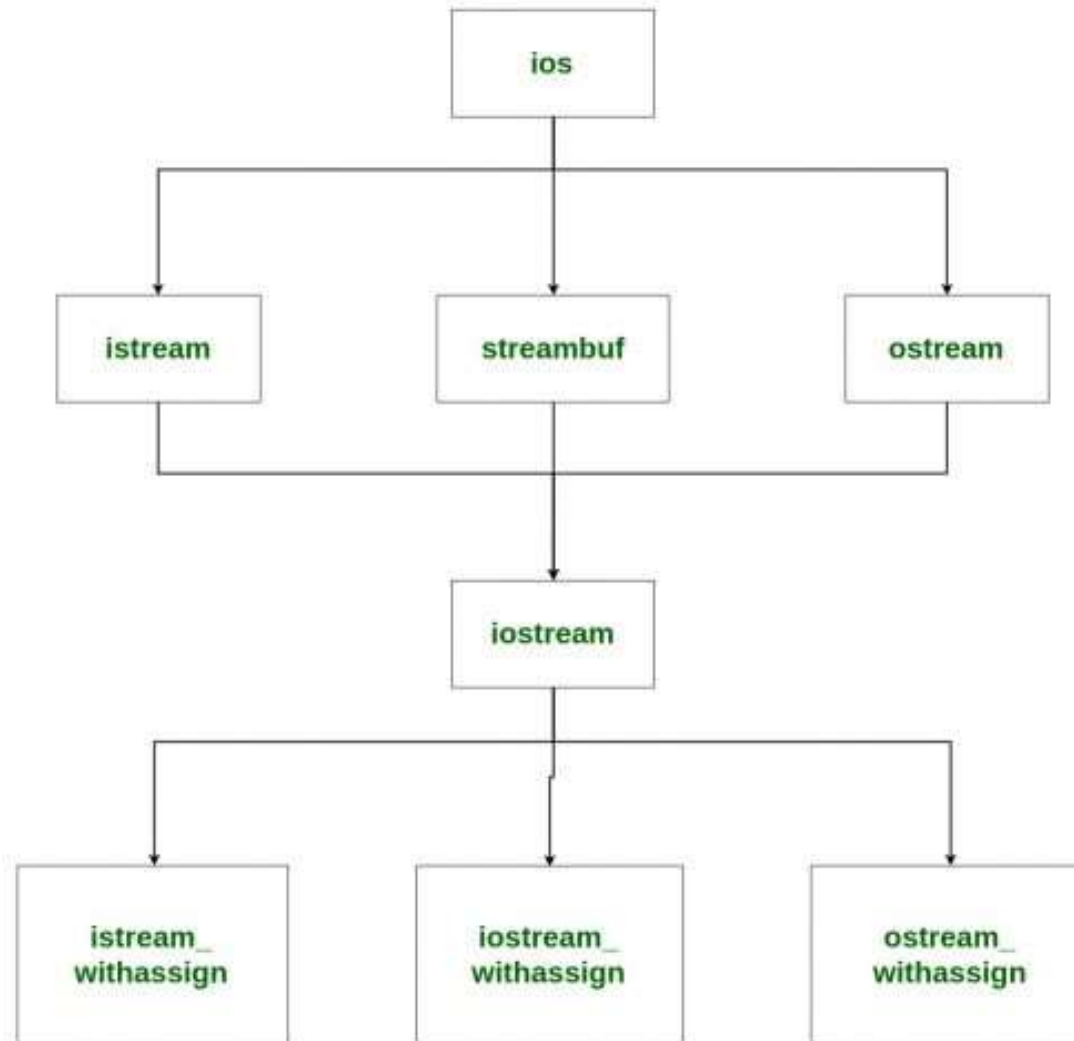 ios
istream
streambuf
ostream
iostream
istream_
withassign
iostream_
withassign
ostream_
withassign